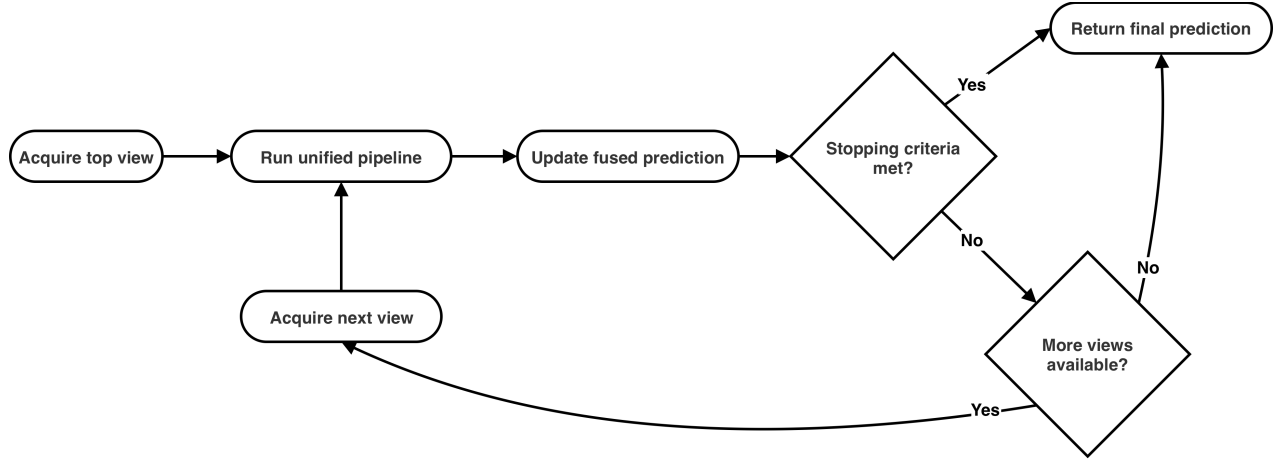 Return final prediction
Yes
Acquire top view
Run unified pipeline
Update fused prediction
Stopping criteria
met?
No
No
Acquire next view
More views
available?
Yes